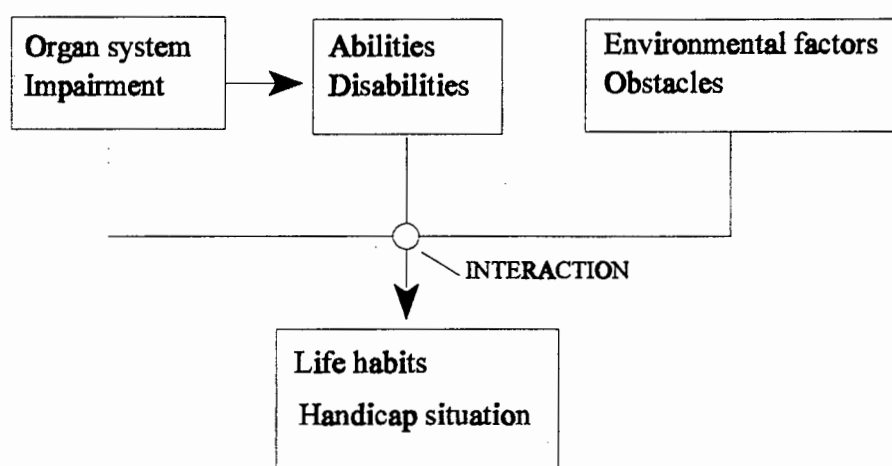 Organ system
Impairment
Abilities
Disabilities
Environmental factors
Obstacles
INTERACTION
Life habits
Handicap situation